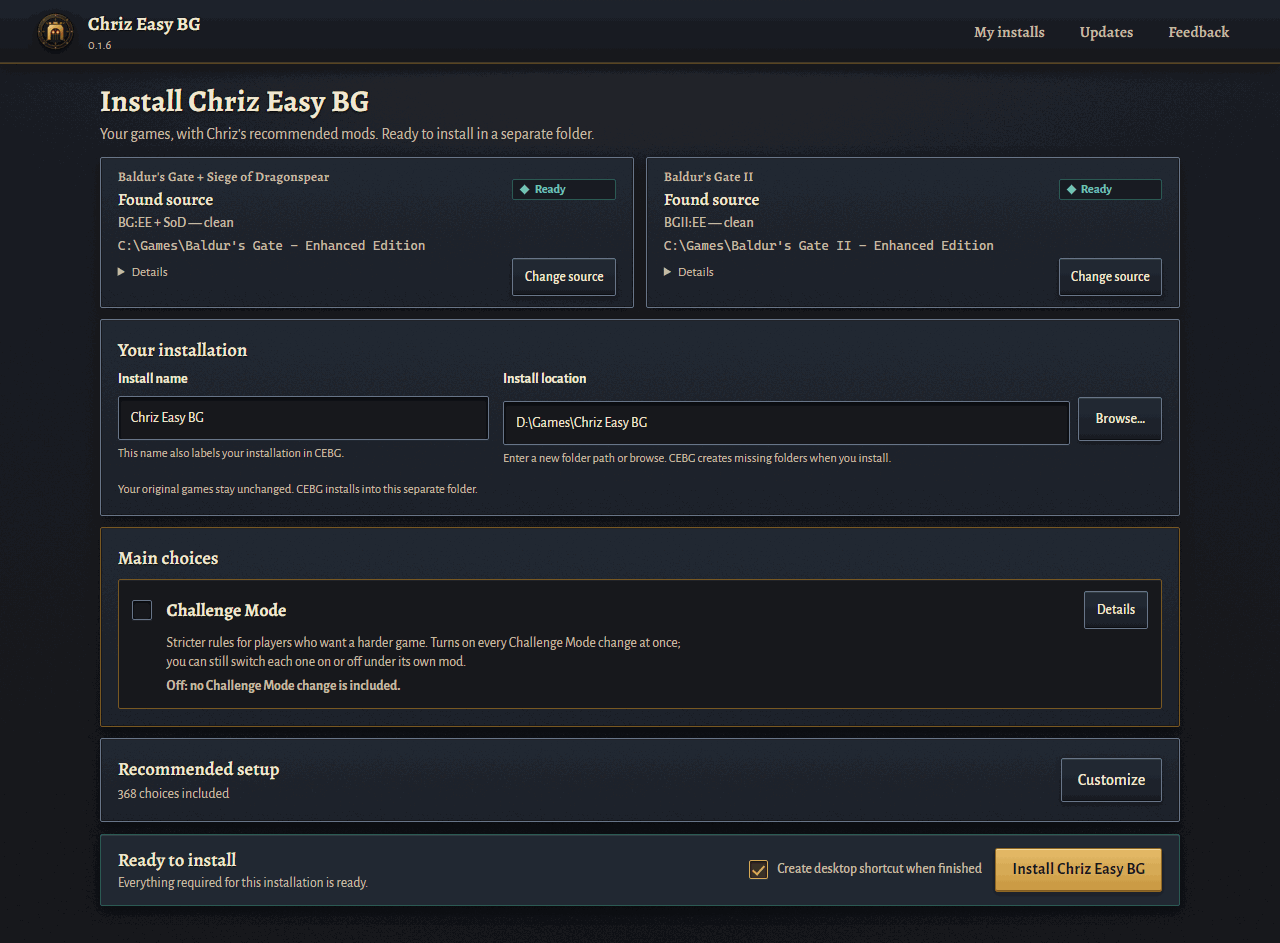 Chriz Easy BG
0.1.6
My installs
Updates
Feedback
Install Chriz Easy BG
Your games, with Chriz's recommended mods. Ready to install in a separate folder.
Baldur's Gate + Siege of Dragonspear
Ready
Found source
BG:EE + SoD — clean
C:\Games\Baldur's Gate - Enhanced Edition
Details
Change source
Baldur's Gate II
Ready
Found source
BGII:EE — clean
C:\Games\Baldur's Gate II - Enhanced Edition
Details
Change source
Your installation
Install name
Chriz Easy BG
This name also labels your installation in CEBG.
Install location
D:\Games\Chriz Easy BG
Browse...
Enter a new folder path or browse. CEBG creates missing folders when you install.
Your original games stay unchanged. CEBG installs into this separate folder.
Main choices
Challenge Mode
Details
Stricter rules for players who want a harder game. Turns on every Challenge Mode change at once;
you can still switch each one on or off under its own mod.
Off: no Challenge Mode change is included.
Recommended setup
368 choices included
Customize
Ready to install
Everything required for this installation is ready.
Create desktop shortcut when finished
Install Chriz Easy BG